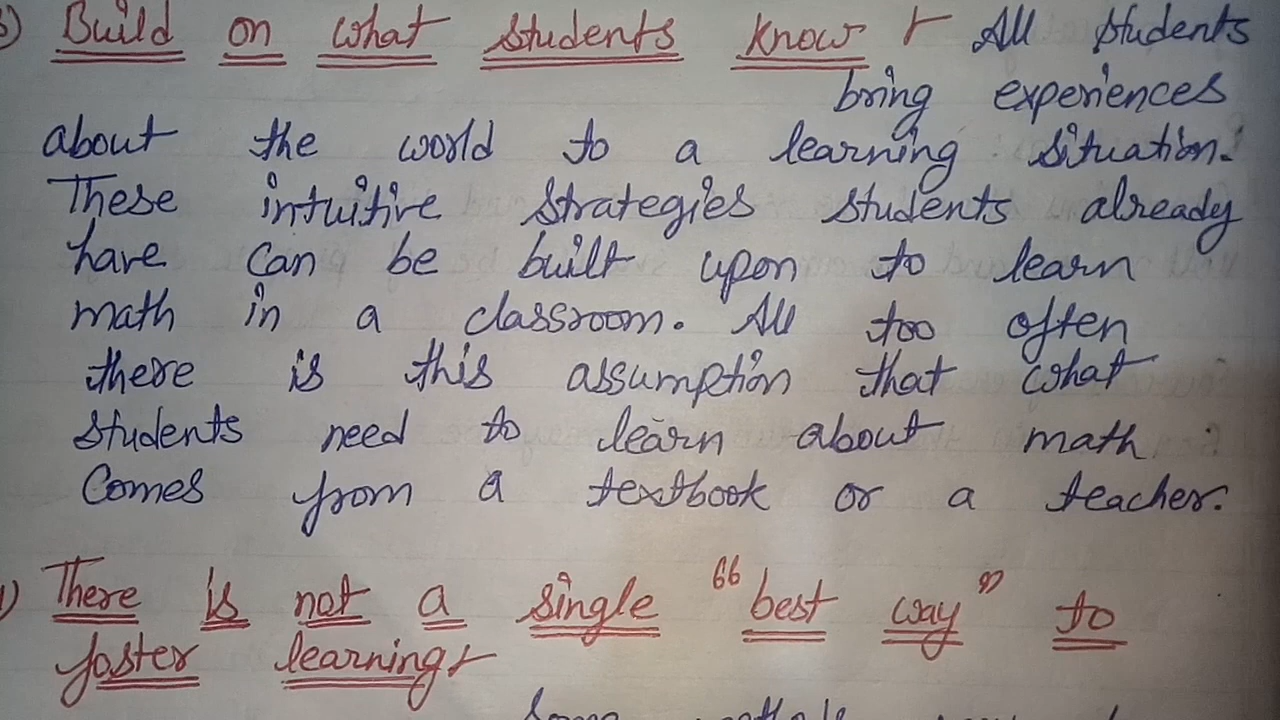 Build on what students know :- All students
bring experiences
about the world to a learning situation.
These intuitive strategies students already
have can be built upon to learn
math in a classroom. All too often
there is this assumption that what
students need to learn about math
Comes from a textbook or a teacher.
There is not a single "best way" to
foster learning :-
Some